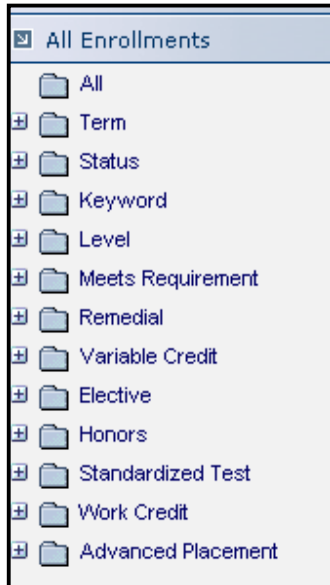 All Enrollments
All
Term
Status
Keyword
Level
Meets Requirement
Remedial
Variable Credit
Elective
Honors
Standardized Test
Work Credit
Advanced Placement